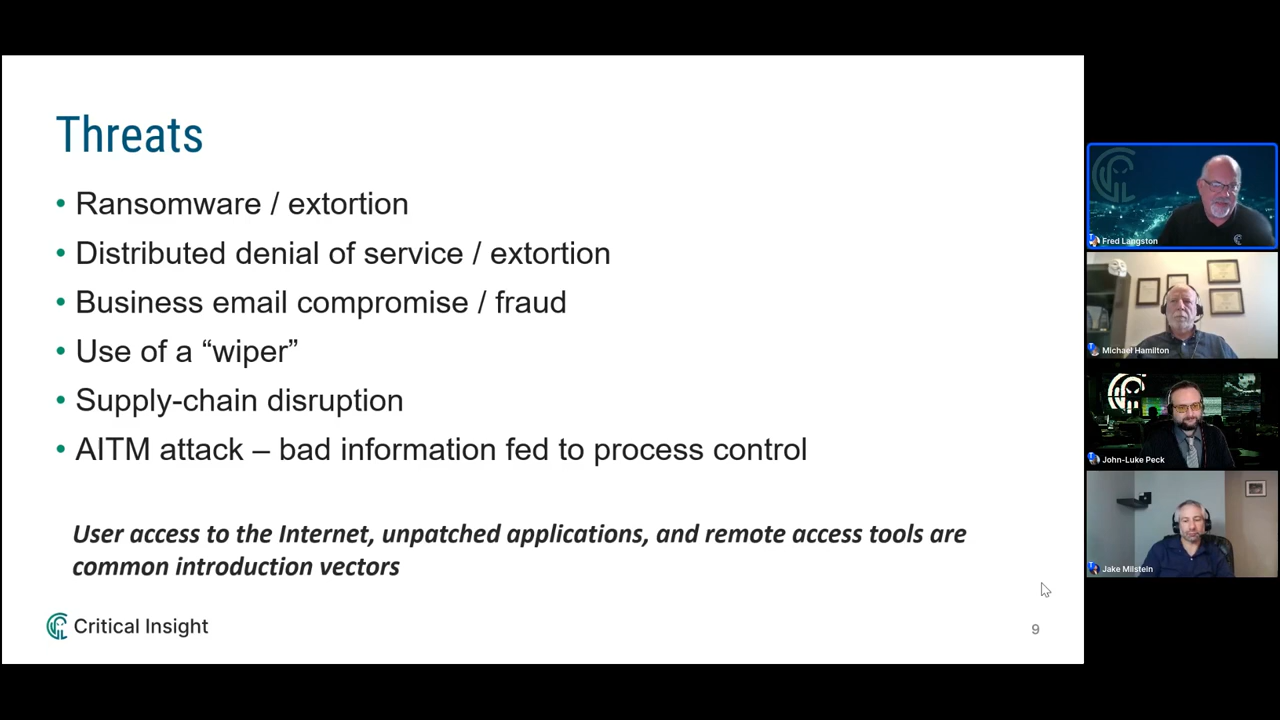 Threats
• Ransomware / extortion
• Distributed denial of service / extortion
• Business email compromise / fraud
• Use of a “wiper”
• Supply-chain disruption
• AITM attack – bad information fed to process control
User access to the Internet, unpatched applications, and remote access tools are
common introduction vectors
Critical Insight
9
Fred Langston
Michael Hamilton
John-Luke Peck
Jake Milstein